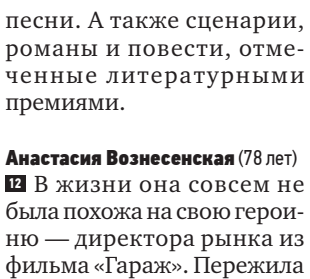 песни. А также сценарии,
романы и повести, отме-
ченные литературными
премиями.
Анастасия Вознесенская (78 лет)
12 В жизни она совсем не
была похожа на свою герои-
ню — директора рынка из
фильма «Гараж». Пережила